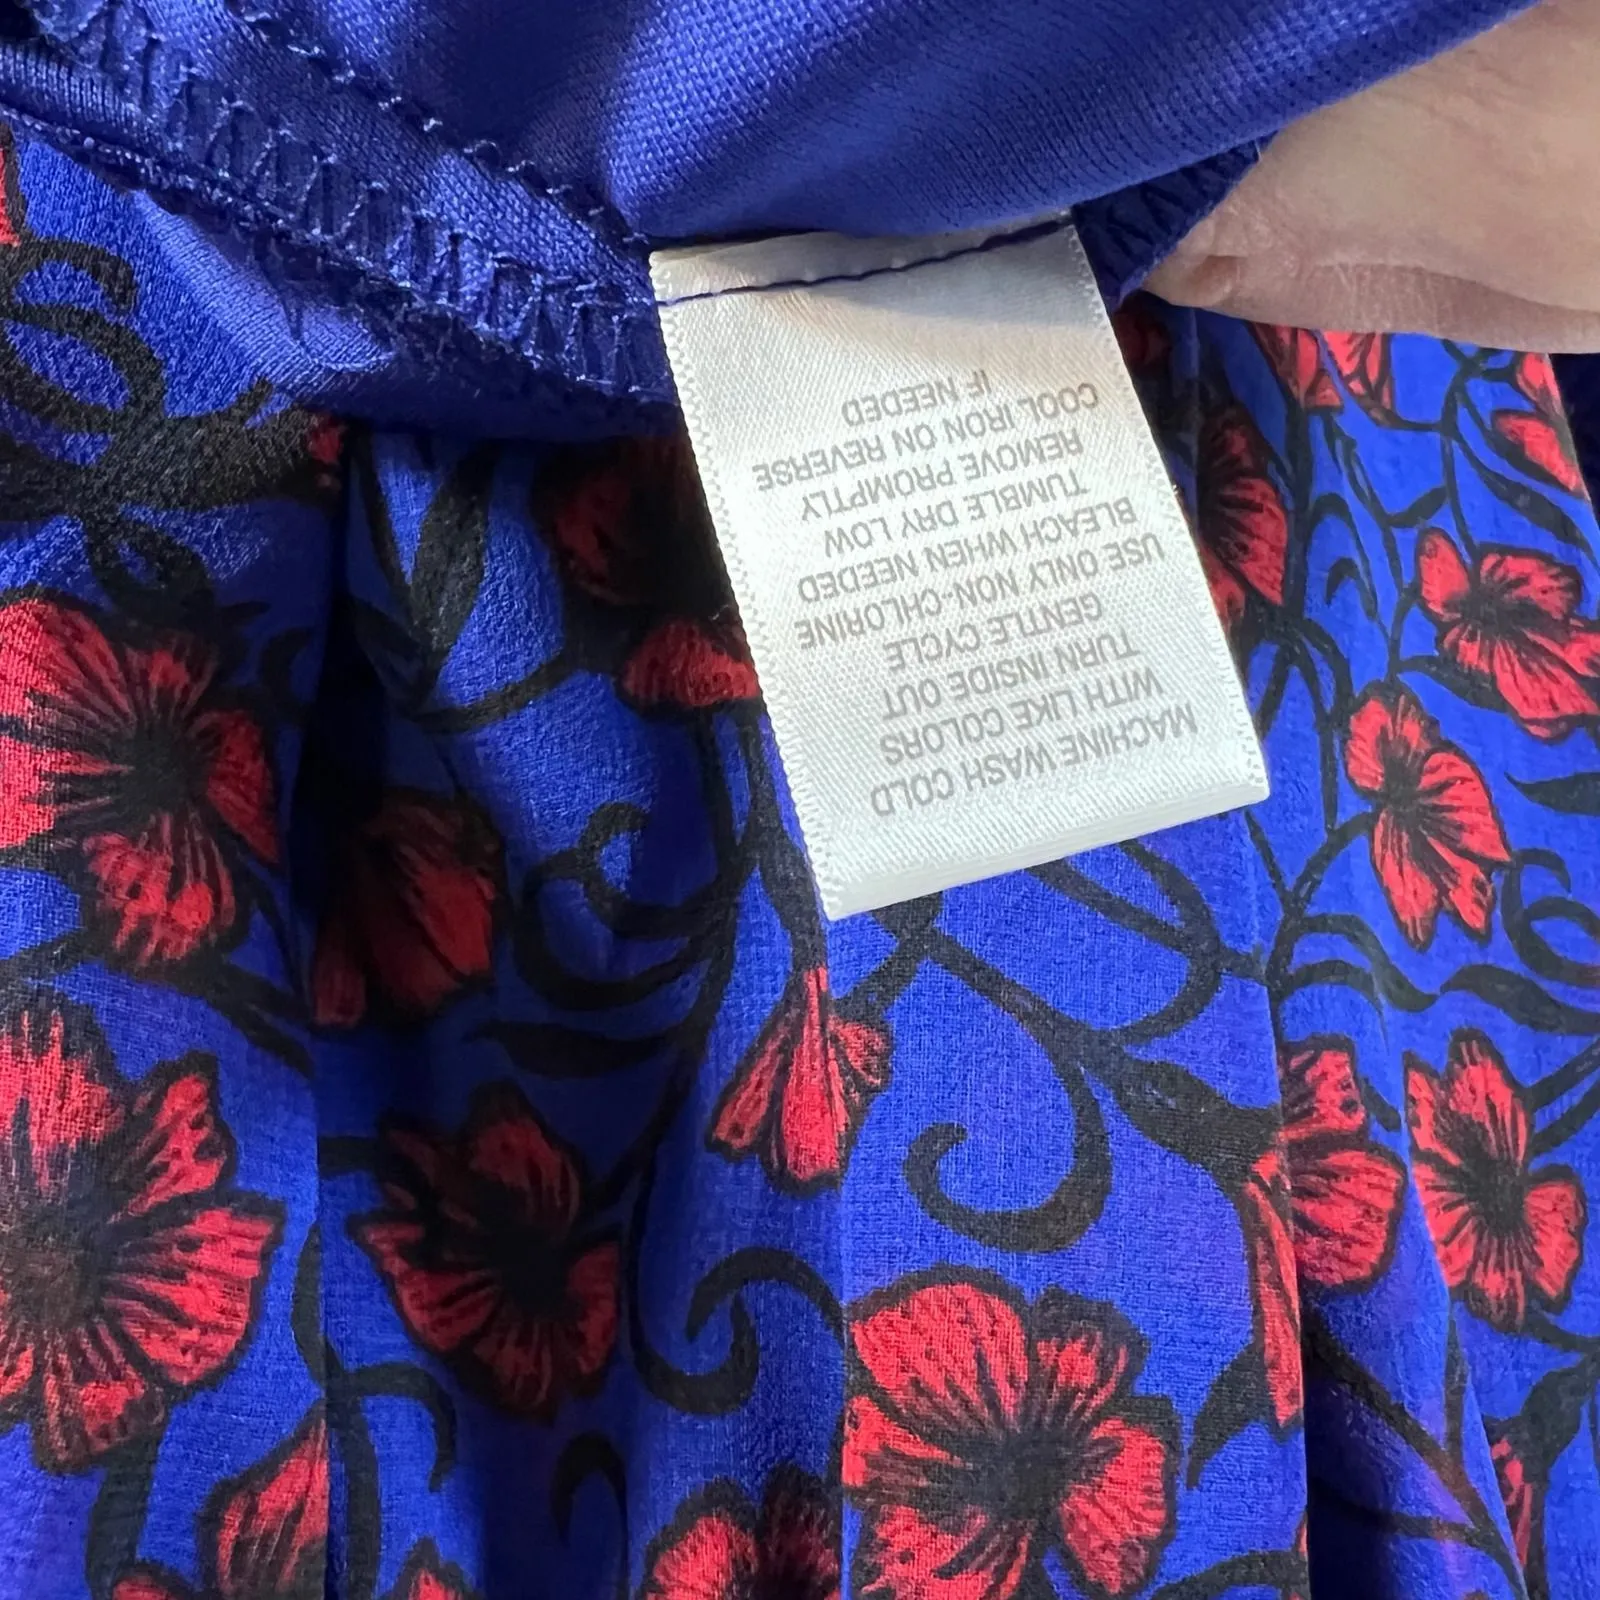 MACHINE WASH COLD
WITH LIKE COLORS
TURN INSIDE OUT
GENTLE CYCLE
USE ONLY NON-CHLORINE
BLEACH WHEN NEEDED
TUMBLE DRY LOW
REMOVE PROMPTLY
COOL IRON ON REVERSE
IF NEEDED